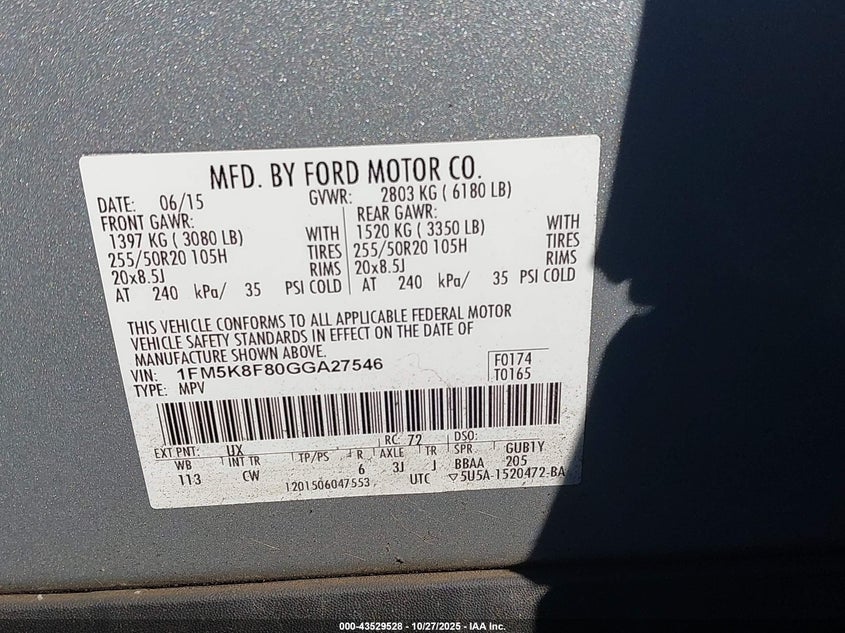 MFD. BY FORD MOTOR CO.
DATE: 06/15 GVWR: 2803 KG ( 6180 LB)
FRONT GAWR: REAR GAWR:
1397 KG ( 3080 LB) WITH 1520 KG ( 3350 LB) WITH
255/50R20 105H TIRES 255/50R20 105H TIRES
20x8.5J RIMS 20x8.5J RIMS
AT 240 kPa/ 35 PSI COLD AT 240 kPa/ 35 PSI COLD
THIS VEHICLE CONFORMS TO ALL APPLICABLE FEDERAL MOTOR
VEHICLE SAFETY STANDARDS IN EFFECT ON THE DATE OF
MANUFACTURE SHOWN ABOVE.
VIN: 1FM5K8F80GGA27546 F0174
TYPE: MPV T0165
EXT PNT: UX RC: 72 DSO:
WB INT TR TP/PS R AXLE TR SPR GUB1Y
113 CW 6 3J J BBAA 205
1201506047553 UTC ▽5U5A-1520472-BA
000-43529528 - 10/27/2025 - IAA Inc.